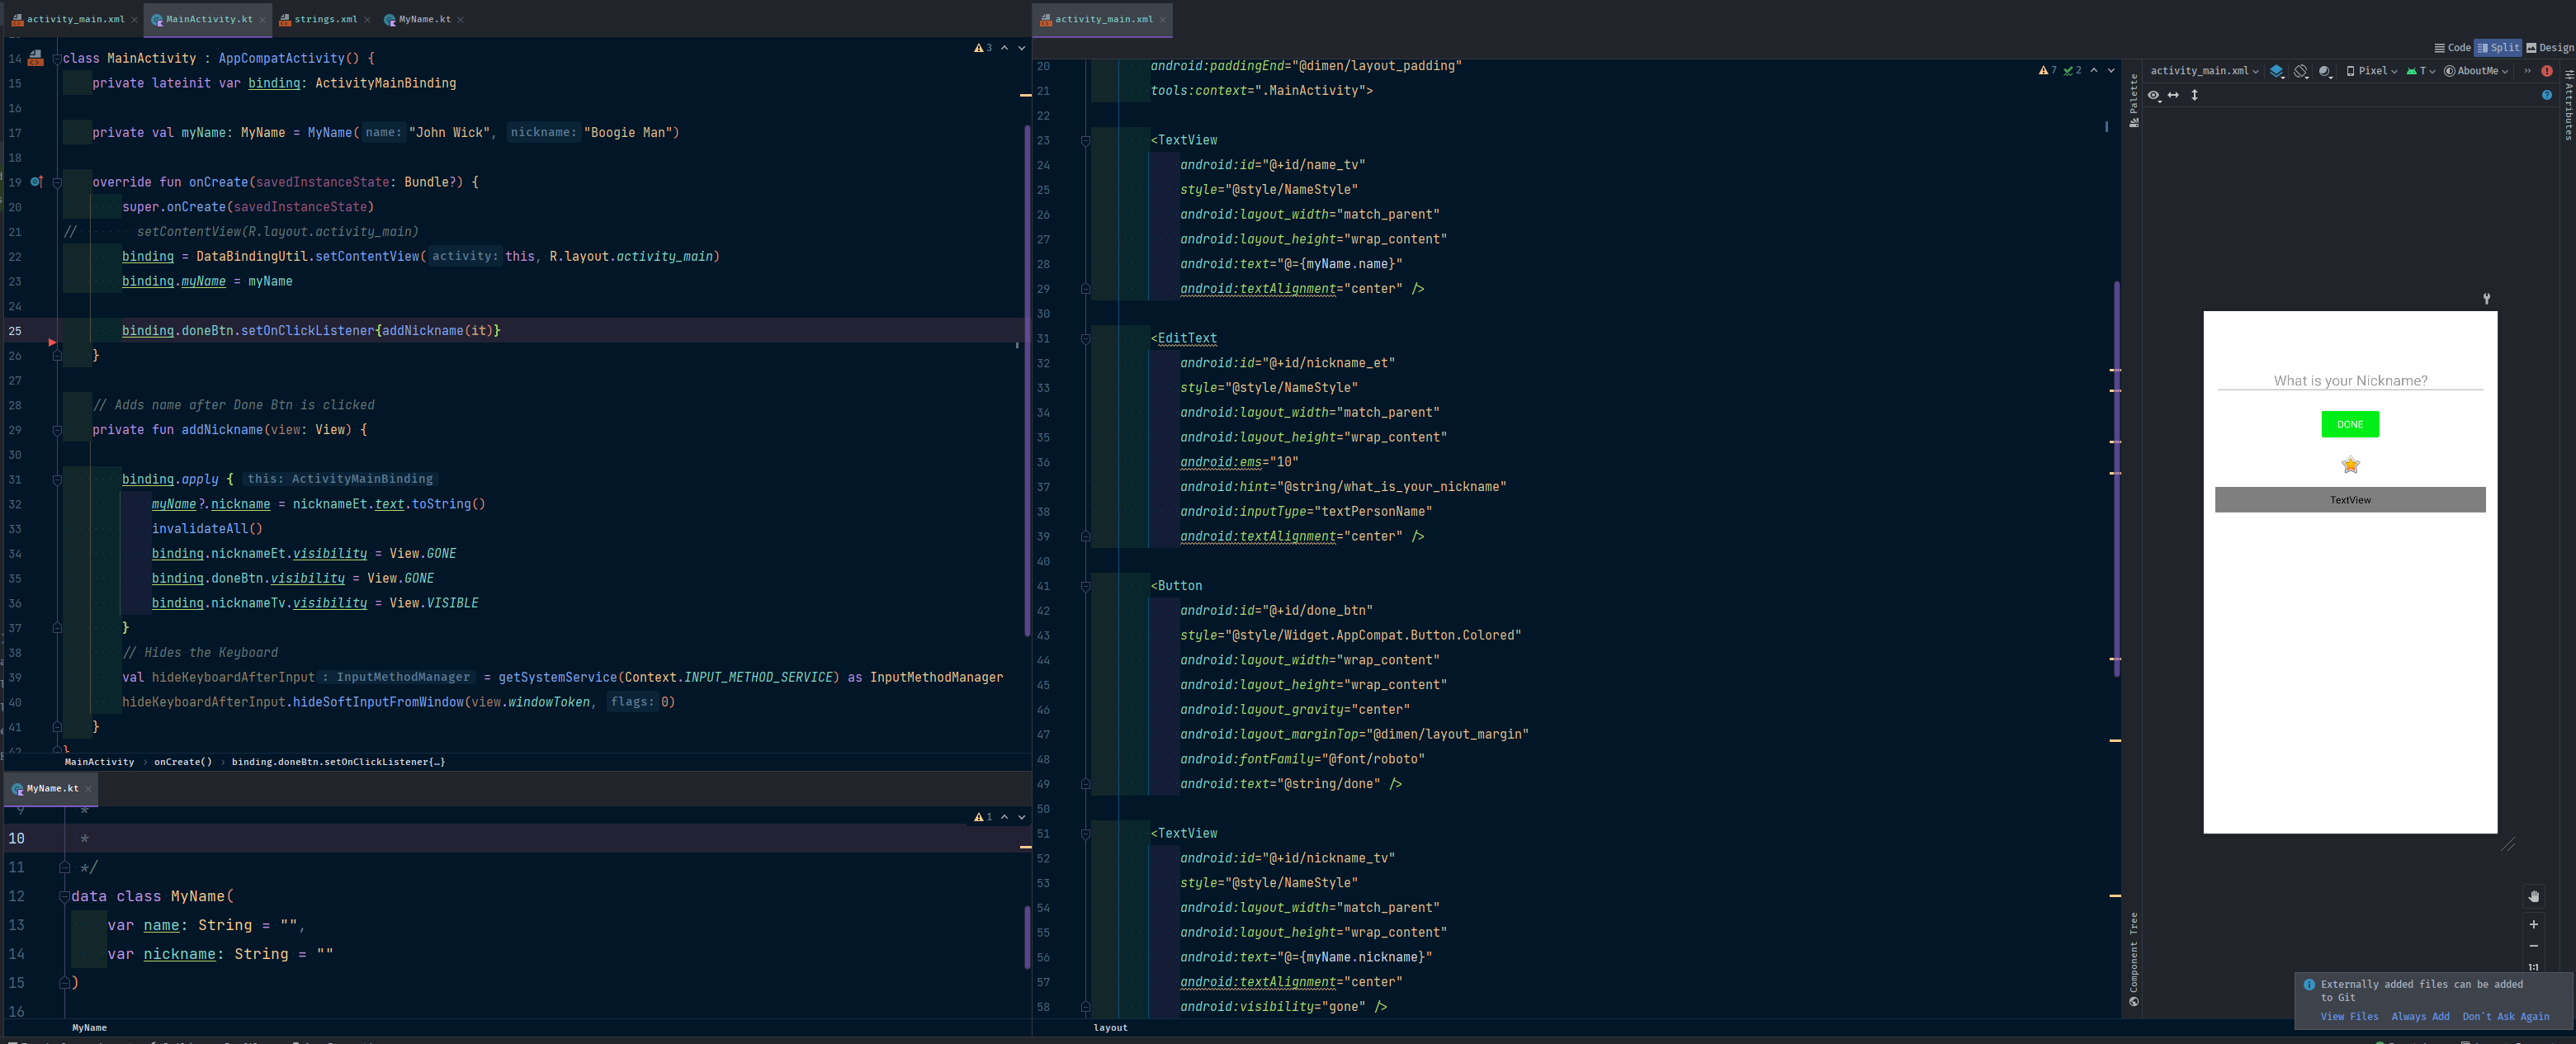 activity_main.xml MainActivity.kt strings.xml MyName.kt
3
14 class MainActivity : AppCompatActivity() {
15 private lateinit var binding: ActivityMainBinding
16
17 private val myName: MyName = MyName( name: "John Wick", nickname: "Boogie Man")
18
19 override fun onCreate(savedInstanceState: Bundle?) {
20 super.onCreate(savedInstanceState)
21 // setContentView(R.layout.activity_main)
22 binding = DataBindingUtil.setContentView( activity: this, R.layout.activity_main)
23 binding.myName = myName
24
25 binding.doneBtn.setOnClickListener{addNickname(it)}
26 }
27
28 // Adds name after Done Btn is clicked
29 private fun addNickname(view: View) {
30
31 binding.apply { this: ActivityMainBinding
32 myName?.nickname = nicknameEt.text.toString()
33 invalidateAll()
34 binding.nicknameEt.visibility = View.GONE
35 binding.doneBtn.visibility = View.GONE
36 binding.nicknameTv.visibility = View.VISIBLE
37 }
38 // Hides the Keyboard
39 val hideKeyboardAfterInput : InputMethodManager = getSystemService(Context.INPUT_METHOD_SERVICE) as InputMethodManager
40 hideKeyboardAfterInput.hideSoftInputFromWindow(view.windowToken, flags: 0)
41 }
42 }
MainActivity › onCreate() › binding.doneBtn.setOnClickListener{…}
MyName.kt
1
9 *
10 *
11 */
12 data class MyName(
13 var name: String = "",
14 var nickname: String = ""
15 )
16
MyName
activity_main.xml
Code Split Design
7 2
20 android:paddingEnd="@dimen/layout_padding"
21 tools:context=".MainActivity">
22
23 <TextView
24 android:id="@+id/name_tv"
25 style="@style/NameStyle"
26 android:layout_width="match_parent"
27 android:layout_height="wrap_content"
28 android:text="@={myName.name}"
29 android:textAlignment="center" />
30
31 <EditText
32 android:id="@+id/nickname_et"
33 style="@style/NameStyle"
34 android:layout_width="match_parent"
35 android:layout_height="wrap_content"
36 android:ems="10"
37 android:hint="@string/what_is_your_nickname"
38 android:inputType="textPersonName"
39 android:textAlignment="center" />
40
41 <Button
42 android:id="@+id/done_btn"
43 style="@style/Widget.AppCompat.Button.Colored"
44 android:layout_width="wrap_content"
45 android:layout_height="wrap_content"
46 android:layout_gravity="center"
47 android:layout_marginTop="@dimen/layout_margin"
48 android:fontFamily="@font/roboto"
49 android:text="@string/done" />
50
51 <TextView
52 android:id="@+id/nickname_tv"
53 style="@style/NameStyle"
54 android:layout_width="match_parent"
55 android:layout_height="wrap_content"
56 android:text="@={myName.nickname}"
57 android:textAlignment="center"
58 android:visibility="gone" />
layout
Palette
Component Tree
activity_main.xml Pixel T AboutMe »
Attributes
What is your Nickname?
DONE
TextView
1:1
Externally added files can be added
to Git
View Files Always Add Don't Ask Again